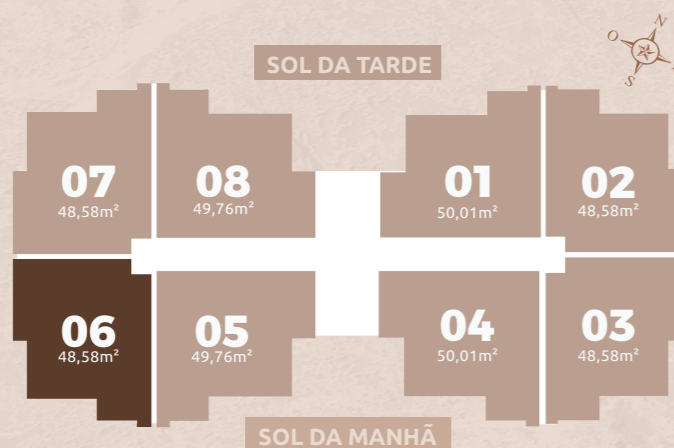 N
O
S
SOL DA TARDE
07
48,58m²
08
49,76m²
01
50,01m²
02
48,58m²
06
48,58m²
05
49,76m²
04
50,01m²
03
48,58m²
SOL DA MANHÃ